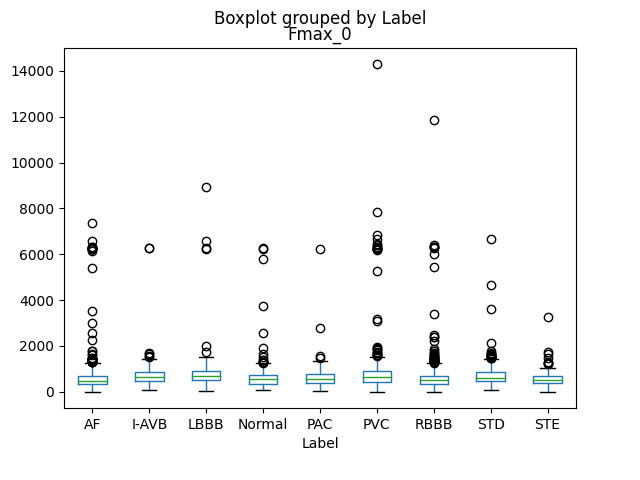 Boxplot grouped by Label
Fmax_0
14000
12000
10000
8000
6000
4000
2000
0
AF I-AVB LBBB Normal PAC PVC RBBB STD STE
Label